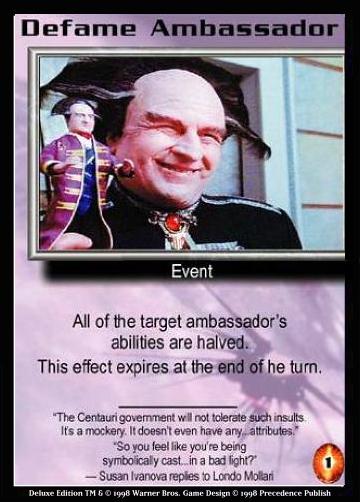 Defame Ambassador
Event
All of the target ambassador's
abilities are halved.
This effect expires at the end of he turn.
"The Centauri government will not tolerate such insults.
It's a mockery. It doesn't even have any...attributes."
"So you feel like you're being
symbolically cast...in a bad light?"
— Susan Ivanova replies to Londo Mollari
1
Deluxe Edition TM & © 1998 Warner Bros. Game Design © 1998 Precedence Publish